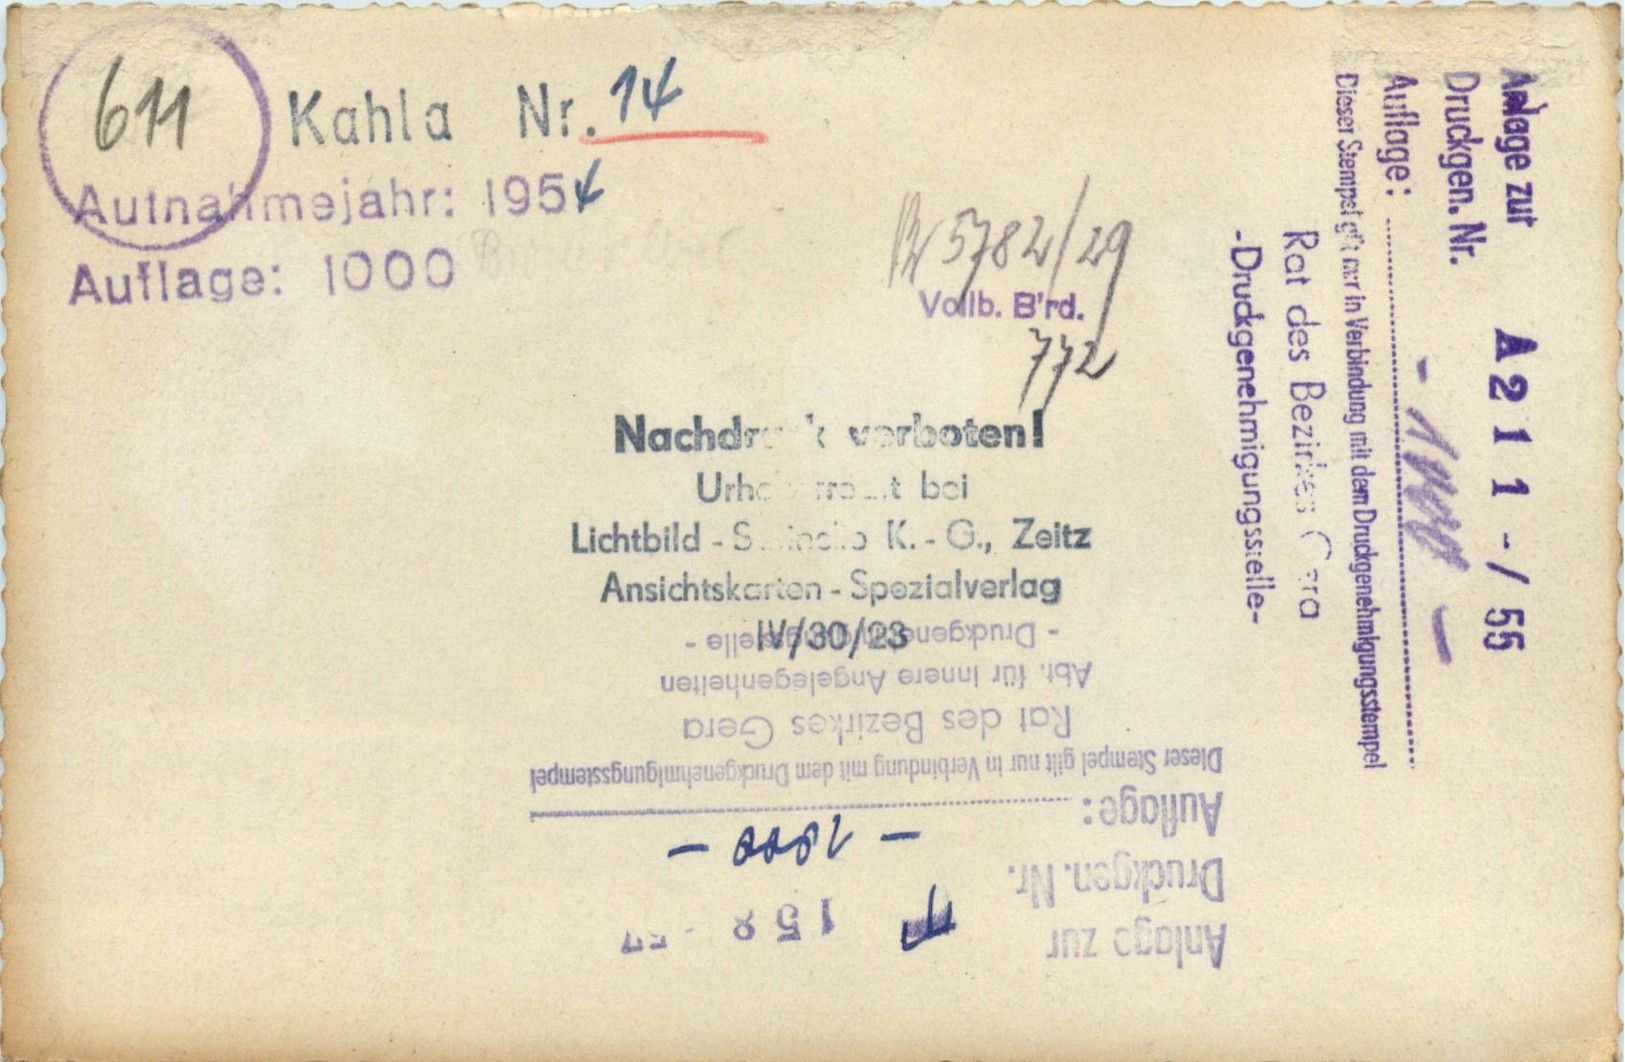 611
Kahla Nr. 14
Aufnahmejahr: 1954
Auflage: 1000
5782/29
Vollb. B'rd.
772
Nachdruck verboten!
Urheberrecht bei
Lichtbild - K. - G., Zeitz
Ansichtskarten - Spezialverlag
IV/30/23
Anlage zur A 211 - / 55
Druckgen. Nr.
Auflage:
Dieser Stempel gilt nur in Verbindung mit dem Druckgenehmigungsstempel
Rat des Bezirkes Gera
-Druckgenehmigungsstelle-
Anlage zur 158 - 57
Druckgen. Nr.
- 1000 -
Auflage:
Dieser Stempel gilt nur in Verbindung mit dem Druckgenehmigungsstempel
Rat des Bezirkes Gera
Abt. für Innere Angelegenheiten
- Druckgenehmigungsstelle -